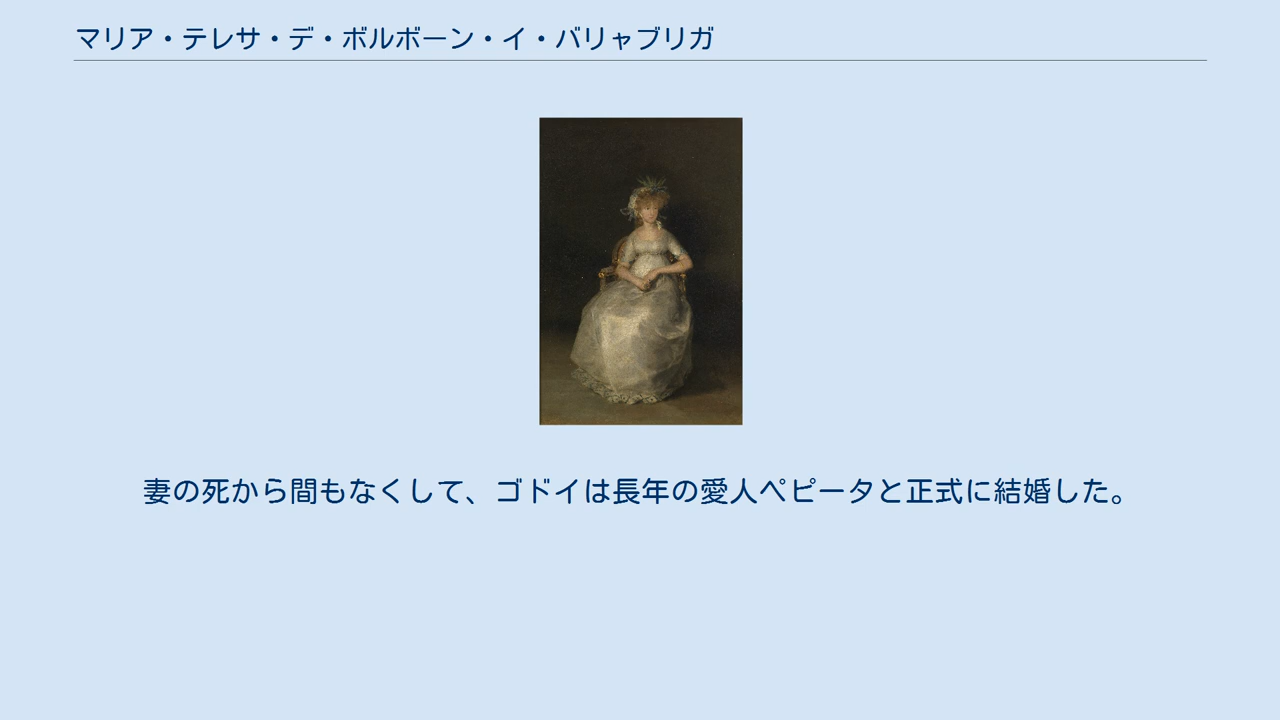 マリア・テレサ・デ・ボルボーン・イ・バリャブリガ
妻の死から間もなくして、ゴドイは長年の愛人ペピータと正式に結婚した。